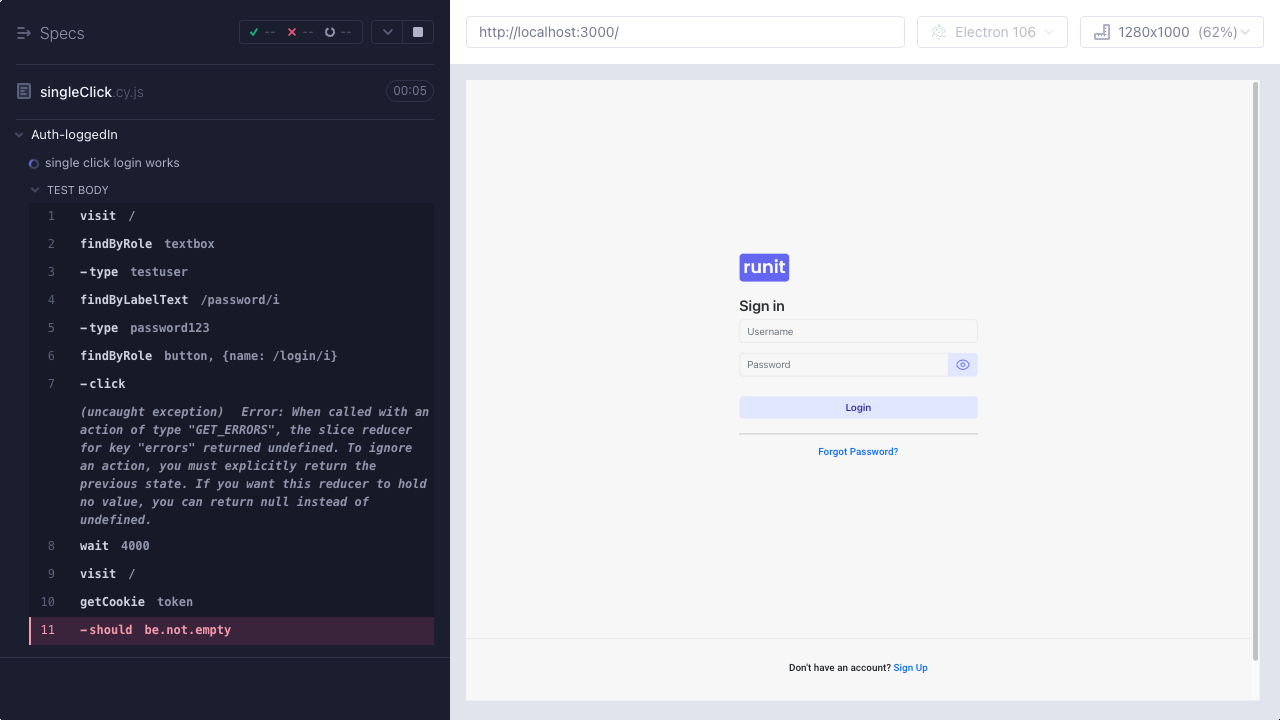 Specs
-- -- --
singleClick.cy.js
00:05
Auth-loggedIn
single click login works
TEST BODY
1 visit /
2 findByRole textbox
3 -type testuser
4 findByLabelText /password/i
5 -type password123
6 findByRole button, {name: /login/i}
7 -click
(uncaught exception) Error: When called with an
action of type "GET_ERRORS", the slice reducer
for key "errors" returned undefined. To ignore
an action, you must explicitly return the
previous state. If you want this reducer to hold
no value, you can return null instead of
undefined.
8 wait 4000
9 visit /
10 getCookie token
11 -should be.not.empty
http://localhost:3000/
Electron 106
1280x1000 (62%)
runit
Sign in
Username
Password
Login
Forgot Password?
Don't have an account? Sign Up